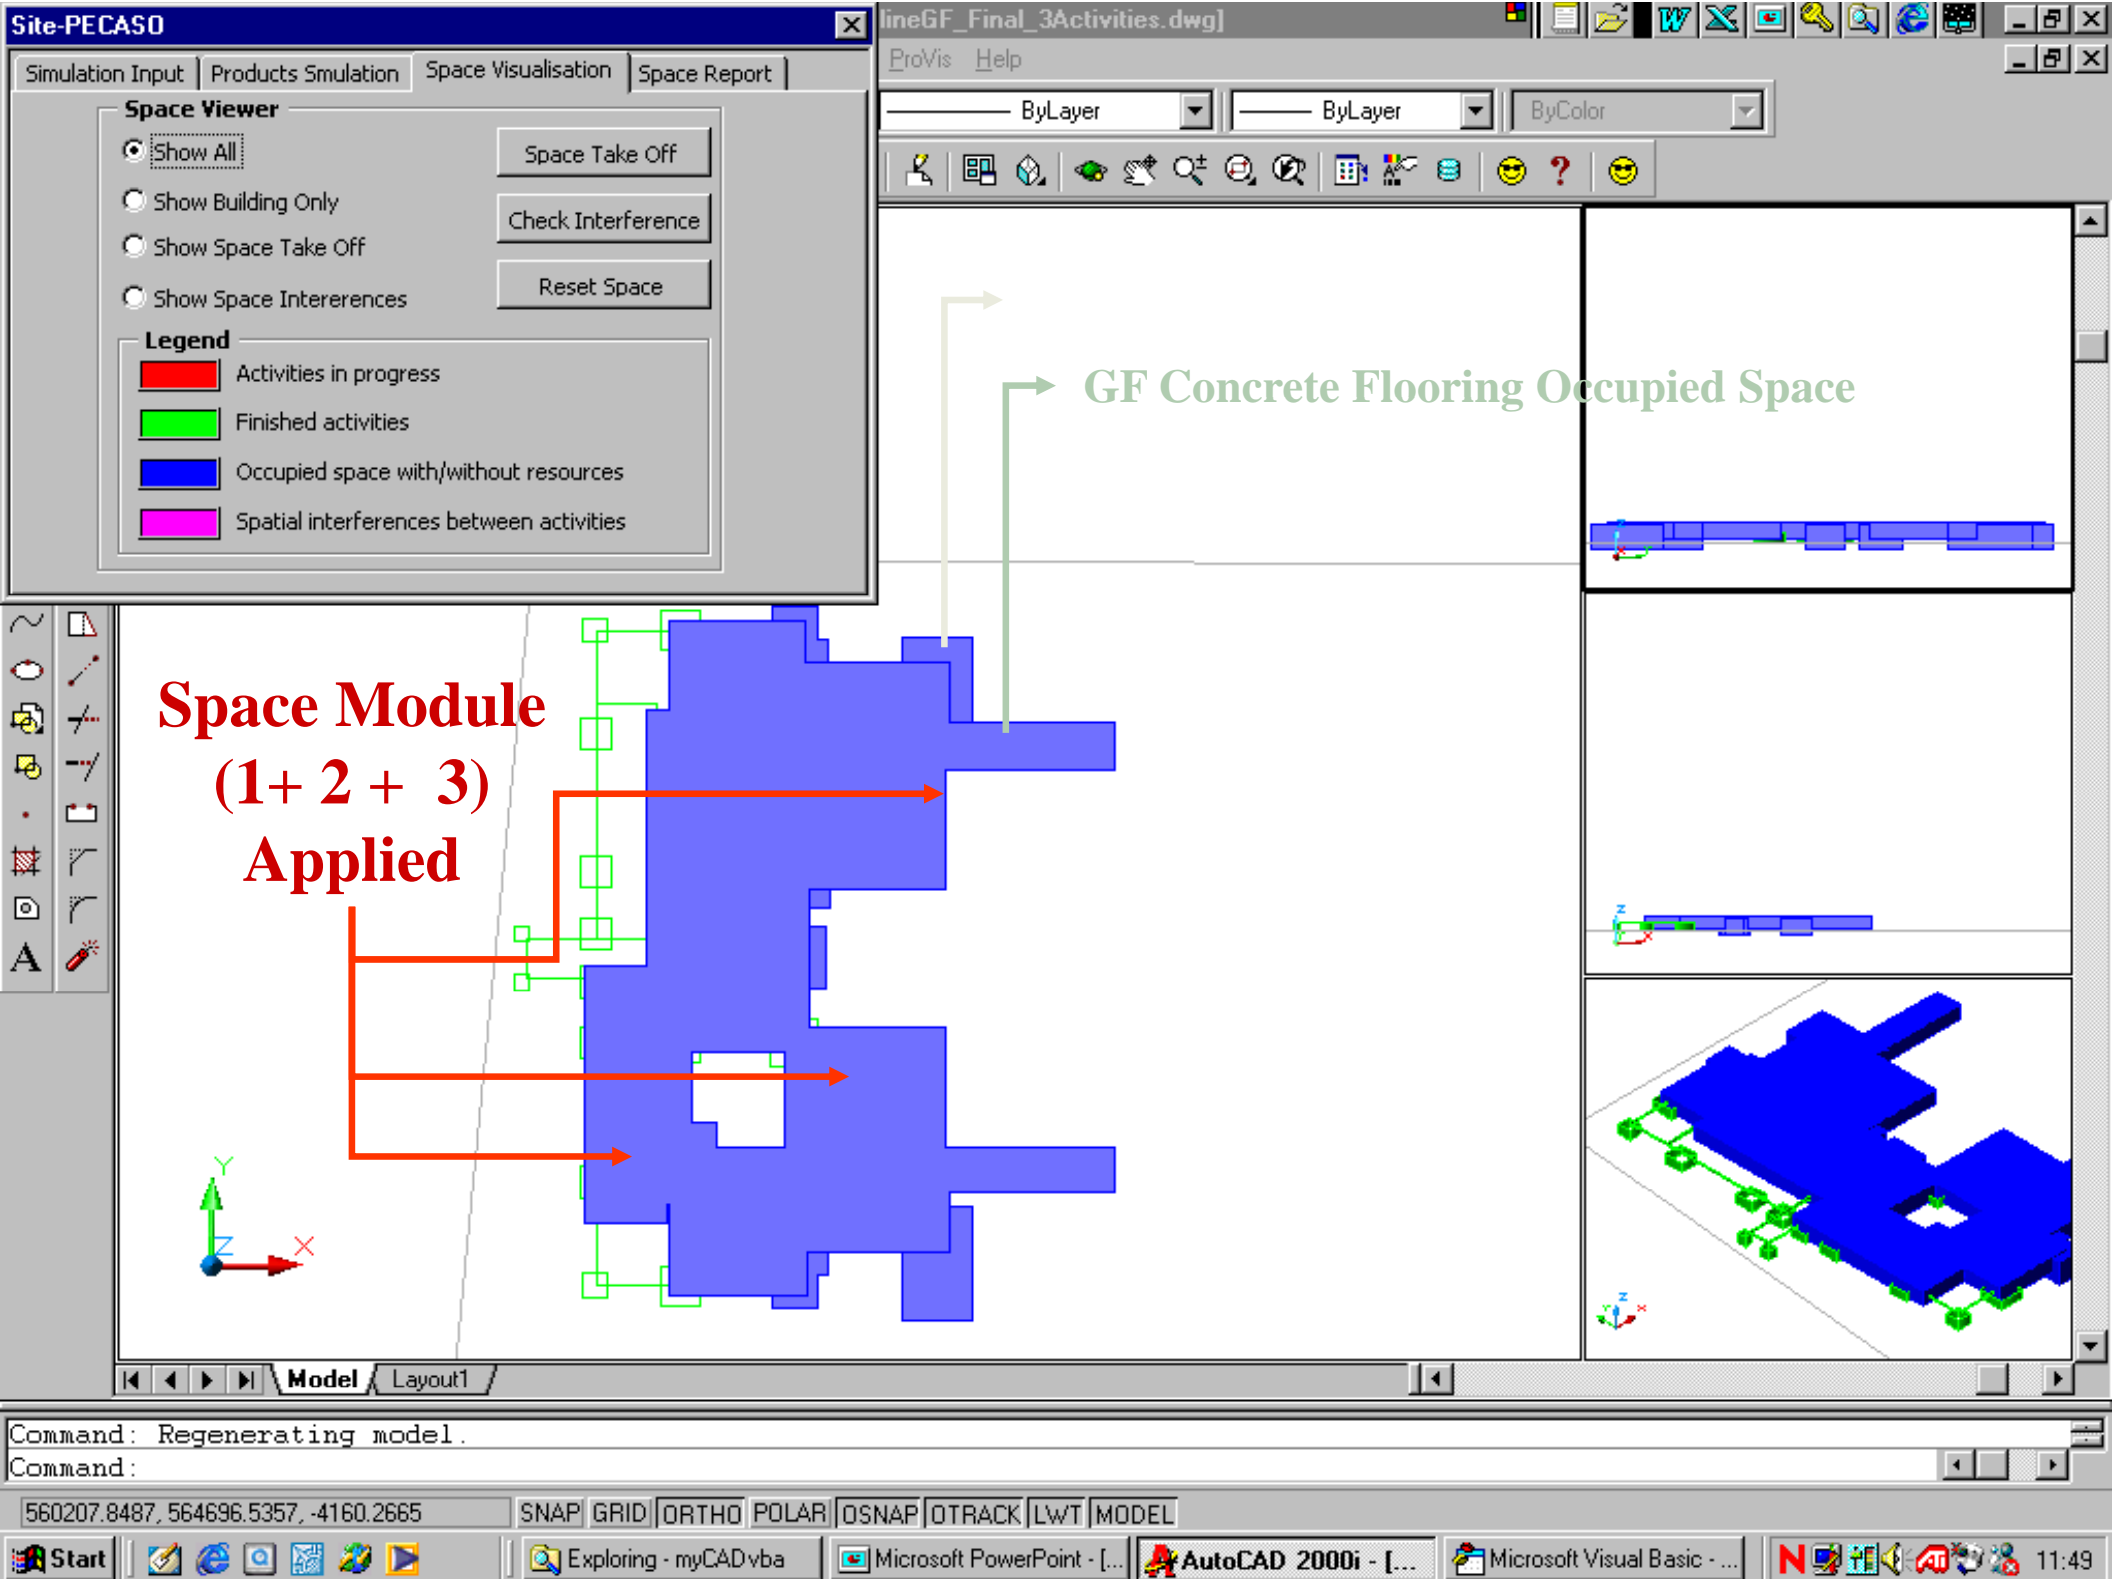 Site-PECASO
lineGF_Final_3Activities.dwg]
ProVis Help
Simulation Input Products Smulation Space Visualisation Space Report
ByLayer ByLayer ByColor
Space Viewer
Show All
Show Building Only
Show Space Take Off
Show Space Intererences
Space Take Off
Check Interference
Reset Space
Legend
Activities in progress
Finished activities
Occupied space with/without resources
Spatial interferences between activities
GF Concrete Flooring Occupied Space
Space Module
(1+ 2 + 3)
Applied
Y
Z X
Model Layout1
Command: Regenerating model.
Command:
560207.8487, 564696.5357, -4160.2665 SNAP GRID ORTHO POLAR OSNAP OTRACK LWT MODEL
Start Exploring - myCADvba Microsoft PowerPoint - [... AutoCAD 2000i - [... Microsoft Visual Basic - ... 11:49